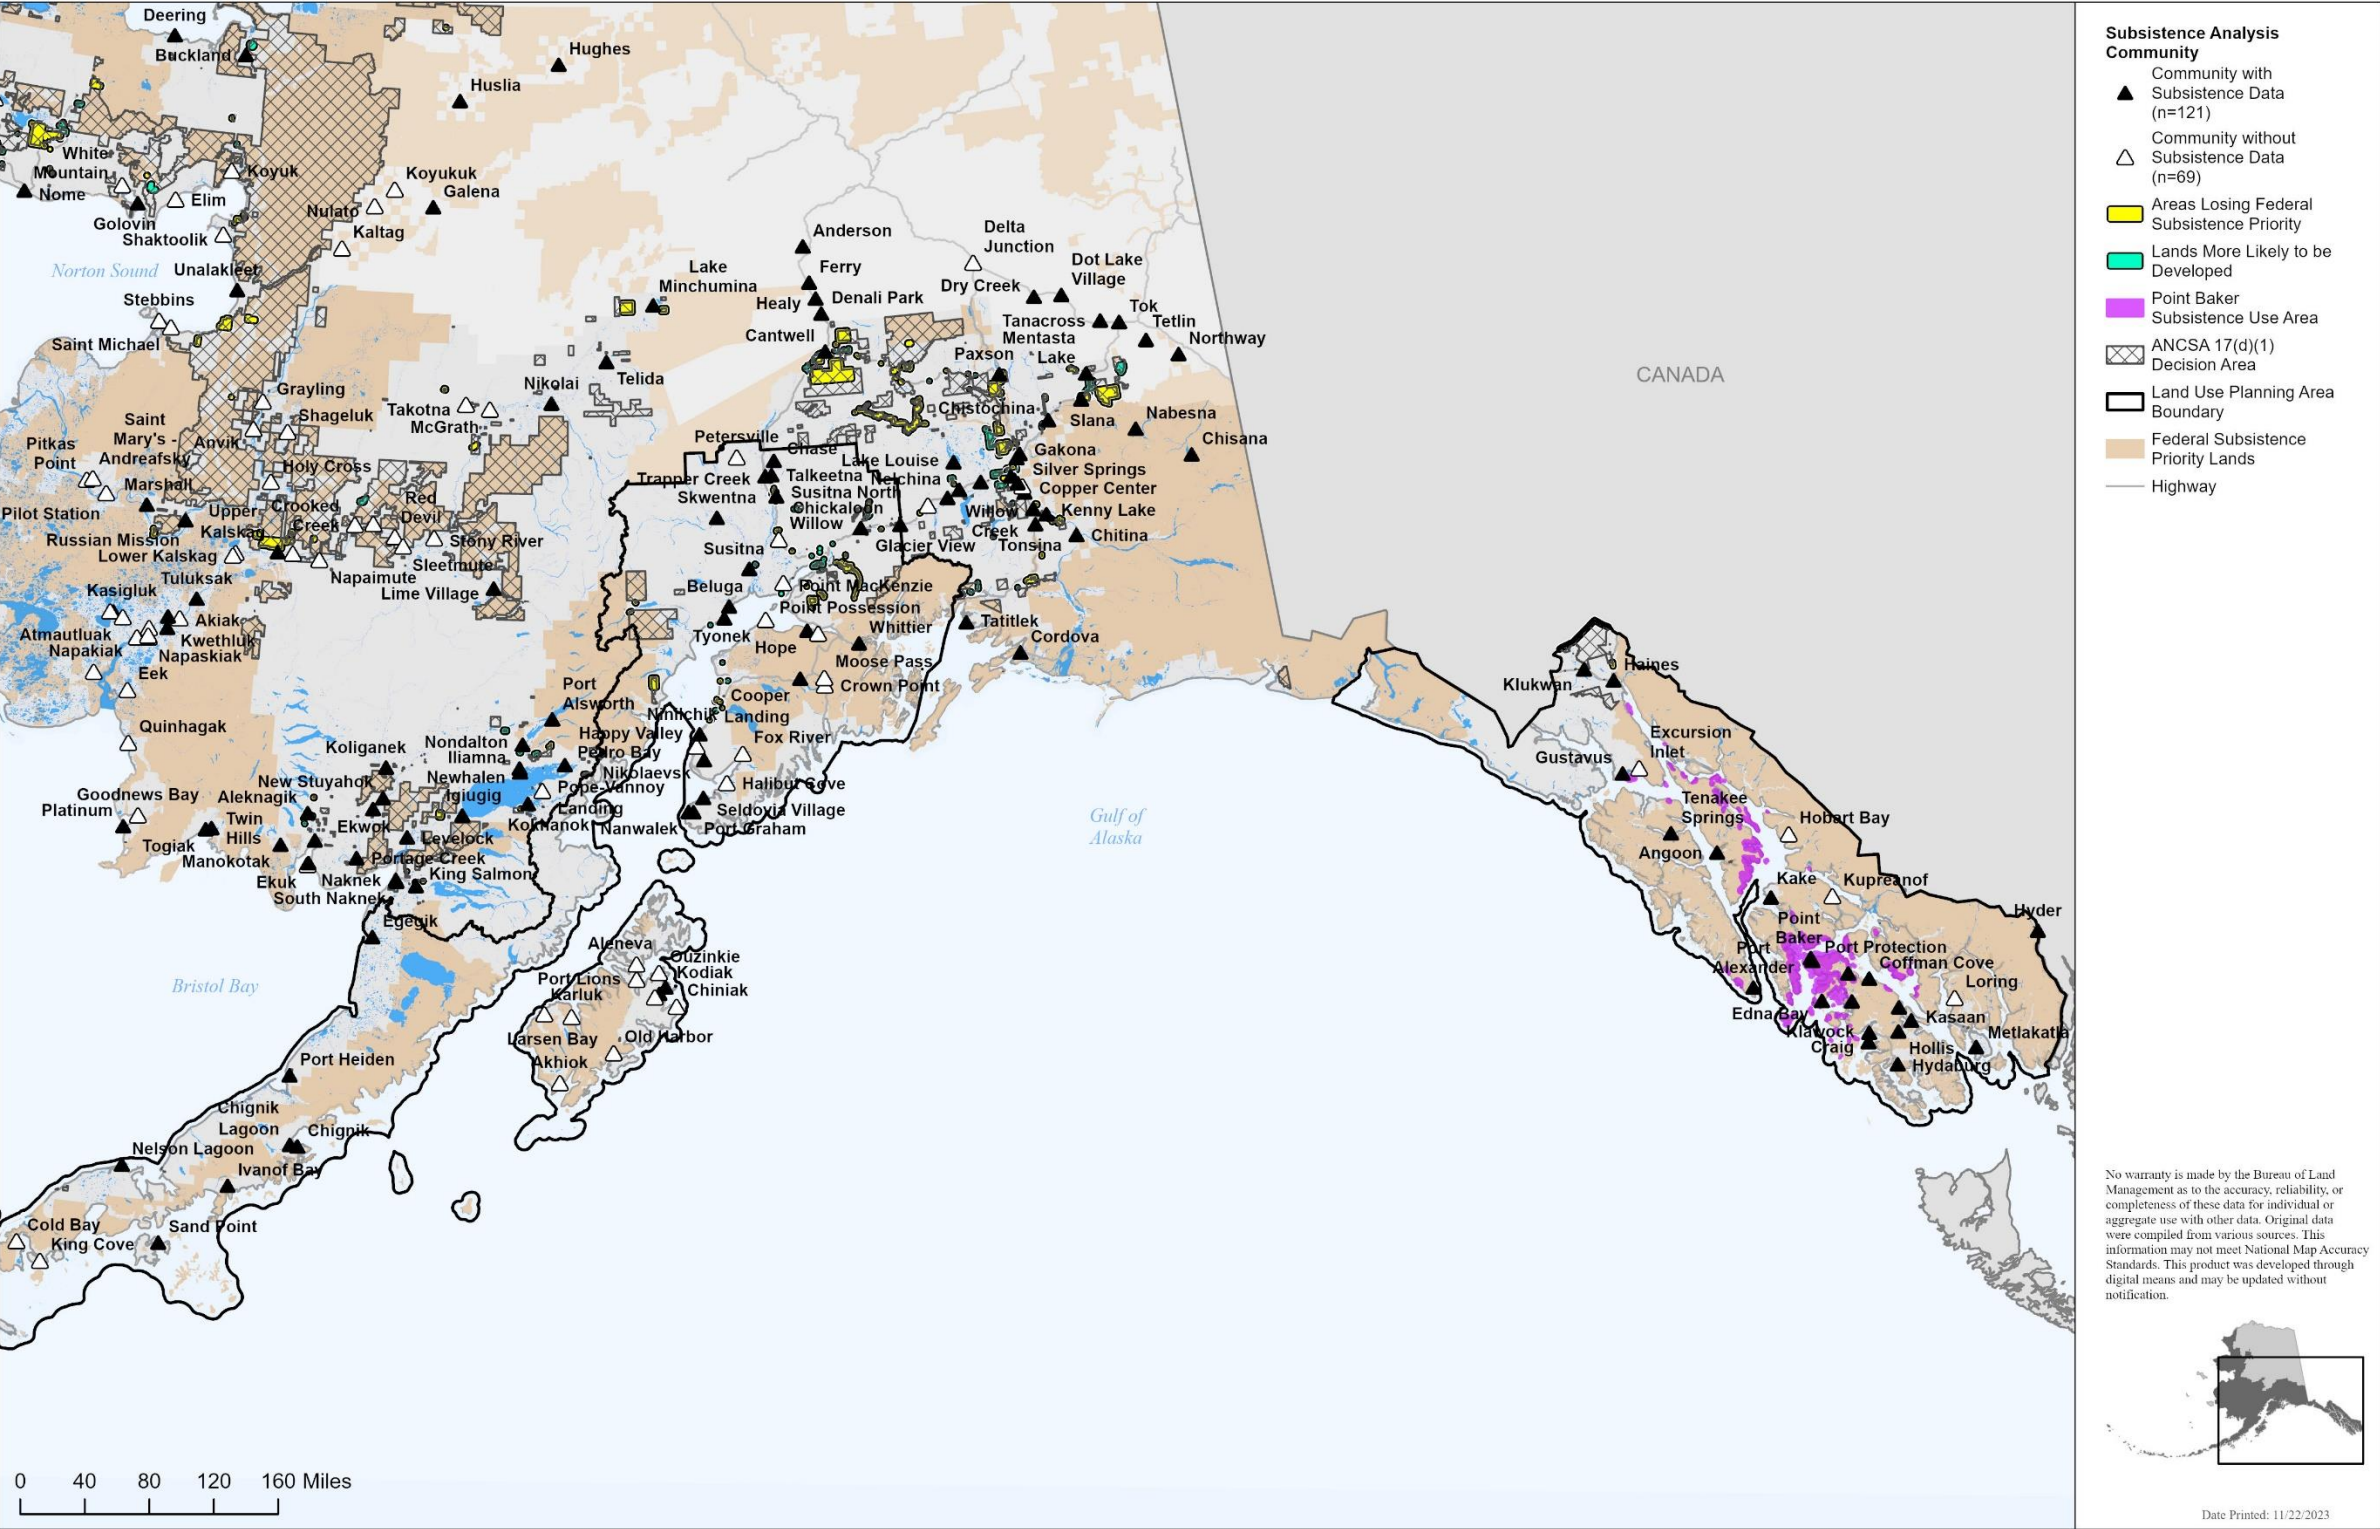 Deering
Buckland
Hughes
Huslia
White
Mountain
Nome
Koyuk
Elim
Golovin
Shaktoolik
Koyukuk
Galena
Nulato
Kaltag
Norton Sound
Unalakleet
Stebbins
Saint Michael
Anderson
Ferry
Healy
Denali Park
Cantwell
Lake
Minchumina
Delta
Junction
Dry Creek
Dot Lake
Village
Tok
Tanacross
Tetlin
Mentasta
Lake
Northway
Paxson
Chistochina
Slana
Nabesna
Chisana
CANADA
Nikolai
Telida
Takotna
McGrath
Grayling
Shageluk
Anvik
Holy Cross
Saint
Mary's -
Andreafsky
Pitkas
Point
Marshall
Pilot Station
Russian Mission
Upper
Kalskag
Lower Kalskag
Crooked
Creek
Red
Devil
Stony River
Sleetmute
Napaimute
Lime Village
Tuluksak
Kasigluk
Akiak
Atmautluak
Kwethluk
Napakiak
Napaskiak
Eek
Quinhagak
Petersville
Chase
Trapper Creek
Talkeetna
Skwentna
Susitna North
Chickaloon
Willow
Susitna
Lake Louise
Nelchina
Glacier View
Gakona
Silver Springs
Copper Center
Kenny Lake
Willow
Creek
Tonsina
Chitina
Beluga
Point MacKenzie
Point Possession
Tyonek
Whittier
Hope
Moose Pass
Crown Point
Cooper
Landing
Tatitlek
Cordova
Port
Alsworth
Ninilchik
Happy Valley
Fox River
Pedro Bay
Nikolaevsk
Halibut Cove
Nondalton
Iliamna
Newhalen
Igiugig
Pope-Vannoy
Landing
Kokhanok
Nanwalek
Seldovia Village
Port Graham
Koliganek
New Stuyahok
Aleknagik
Goodnews Bay
Platinum
Twin
Hills
Togiak
Manokotak
Ekwok
Levelock
Portage Creek
Ekuk
Naknek
King Salmon
South Naknek
Egegik
Bristol Bay
Gulf of
Alaska
Aleneva
Ouzinkie
Port Lions
Kodiak
Karluk
Chiniak
Larsen Bay
Old Harbor
Akhiok
Port Heiden
Chignik
Lagoon
Chignik
Nelson Lagoon
Ivanof Bay
Cold Bay
King Cove
Sand Point
Klukwan
Haines
Excursion
Inlet
Gustavus
Tenakee
Springs
Hobart Bay
Angoon
Kake
Kupreanof
Hyder
Point
Baker
Port Protection
Port
Alexander
Coffman Cove
Loring
Edna Bay
Kasaan
Klawock
Craig
Metlakatla
Hollis
Hydaburg
0 40 80 120 160 Miles
Subsistence Analysis
Community
Community with
Subsistence Data
(n=121)
Community without
Subsistence Data
(n=69)
Areas Losing Federal
Subsistence Priority
Lands More Likely to be
Developed
Point Baker
Subsistence Use Area
ANCSA 17(d)(1)
Decision Area
Land Use Planning Area
Boundary
Federal Subsistence
Priority Lands
Highway
No warranty is made by the Bureau of Land
Management as to the accuracy, reliability, or
completeness of these data for individual or
aggregate use with other data. Original data
were compiled from various sources. This
information may not meet National Map Accuracy
Standards. This product was developed through
digital means and may be updated without
notification.
Date Printed: 11/22/2023